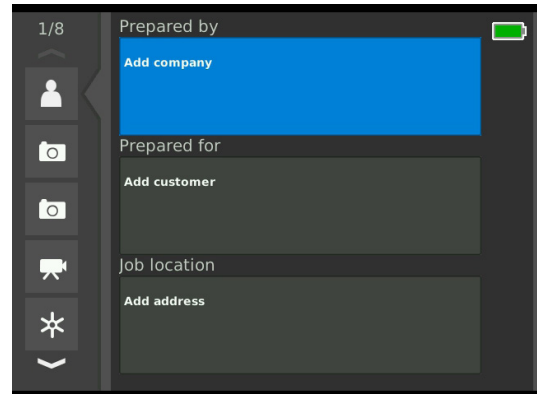 1/8
Prepared by
Add company
Prepared for
Add customer
Job location
Add address